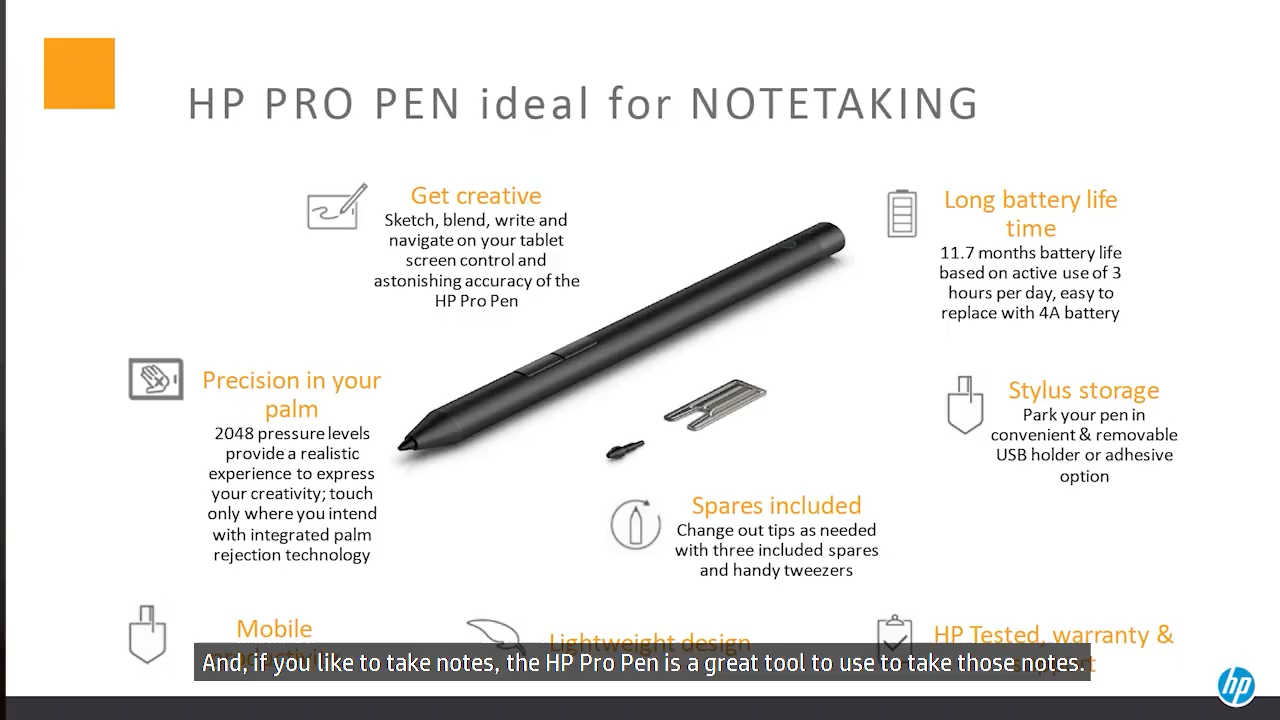 HP PRO PEN ideal for NOTETAKING
Get creative
Sketch, blend, write and
navigate on your tablet
screen control and
astonishing accuracy of the
HP Pro Pen
Long battery life
time
11.7 months battery life
based on active use of 3
hours per day, easy to
replace with 4A battery
Precision in your
palm
2048 pressure levels
provide a realistic
experience to express
your creativity; touch
only where you intend
with integrated palm
rejection technology
Stylus storage
Park your pen in
convenient & removable
USB holder or adhesive
option
Spares included
Change out tips as needed
with three included spares
and handy tweezers
Mobile
Lightweight design
HP Tested, warranty &
And, if you like to take notes, the HP Pro Pen is a great tool to use to take those notes.
hp